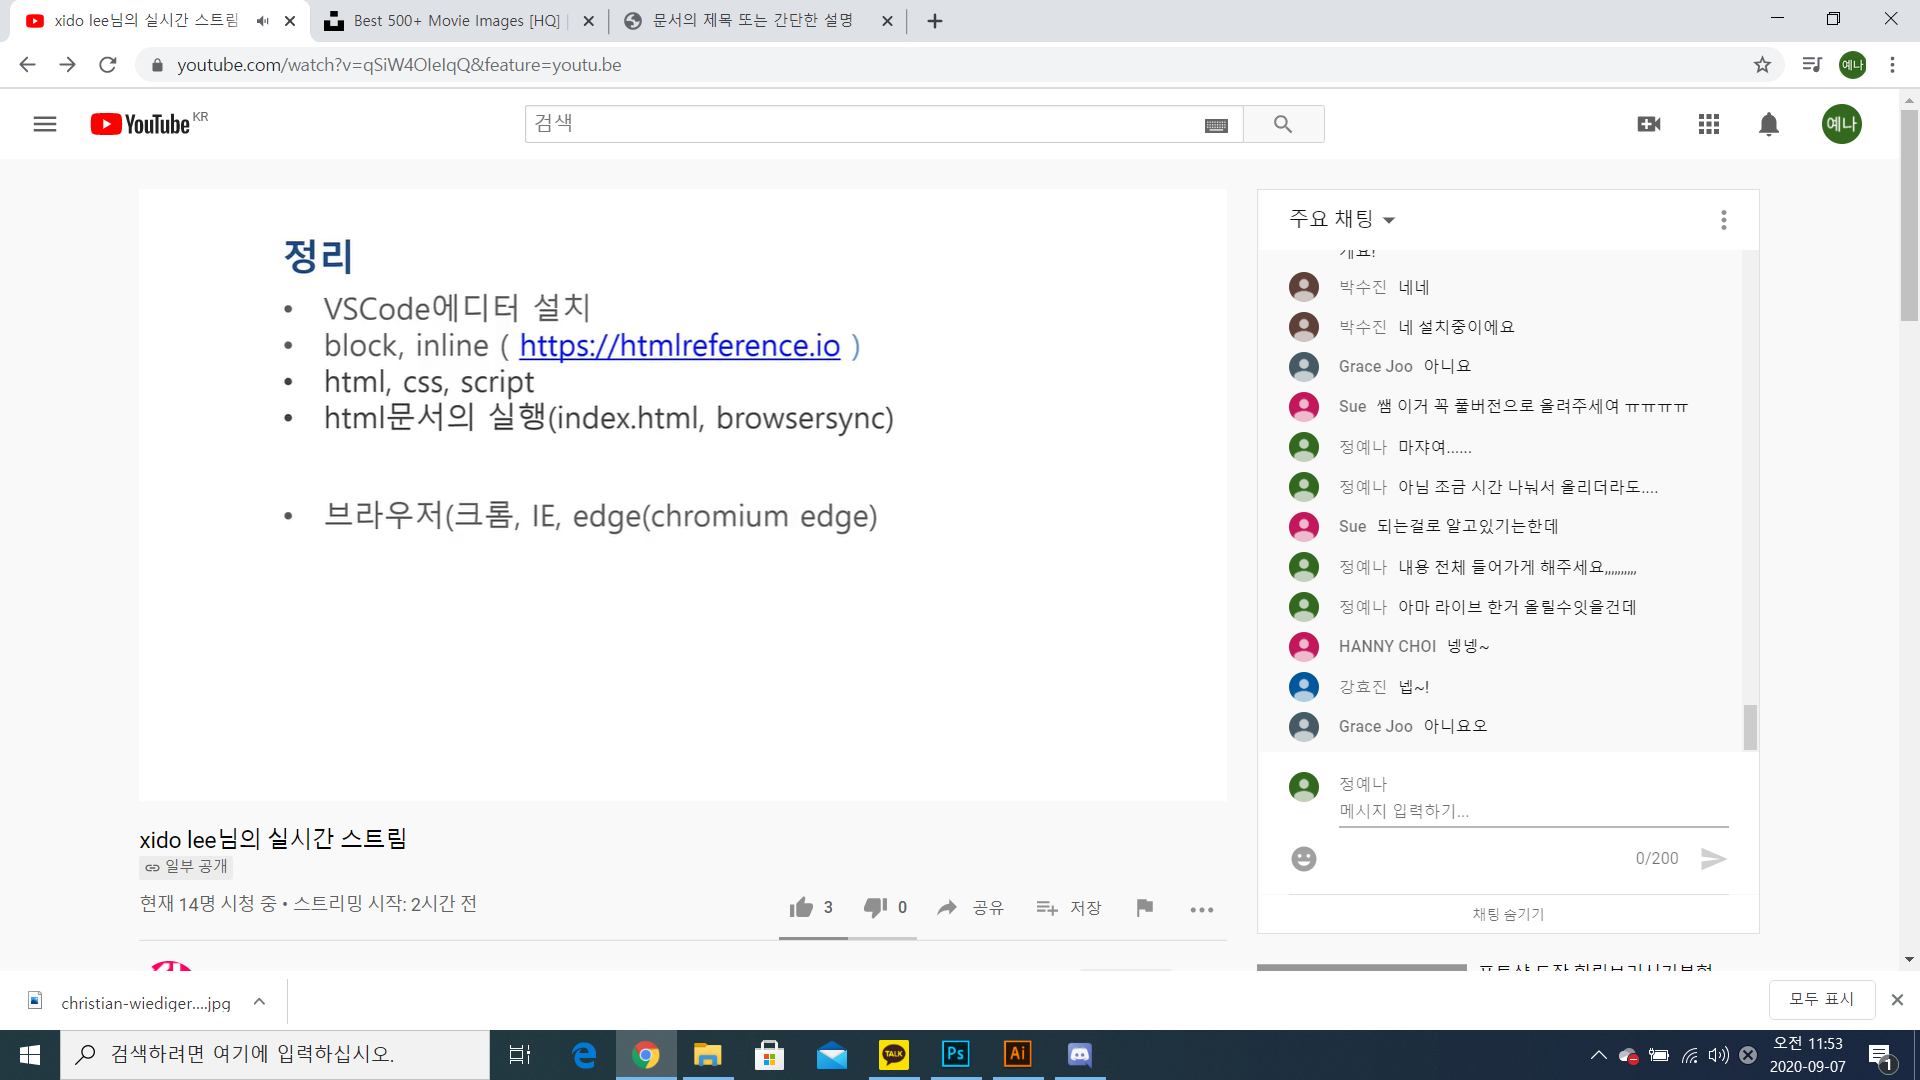 xido lee님의 실시간 스트림
Best 500+ Movie Images [HQ]
문서의 제목 또는 간단한 설명
youtube.com/watch?v=qSiW4OIeIqQ&feature=youtu.be
예나
YouTube KR
검색
예나
정리
• VSCode에디터 설치
• block, inline ( https://htmlreference.io )
• html, css, script
• html문서의 실행(index.html, browsersync)
• 브라우저(크롬, IE, edge(chromium edge)
주요 채팅
게요!
박수진 네네
박수진 네 설치중이에요
Grace Joo 아니요
Sue 쌤 이거 꼭 풀버전으로 올려주세여 ㅠㅠㅠㅠ
정예나 마쟈여......
정예나 아님 조금 시간 나눠서 올리더라도....
Sue 되는걸로 알고있기는한데
정예나 내용 전체 들어가게 해주세요,,,,,,,,,,
정예나 아마 라이브 한거 올릴수잇을건데
HANNY CHOI 넹넹~
강효진 넵~!
Grace Joo 아니요오
정예나
메시지 입력하기...
0/200
채팅 숨기기
xido lee님의 실시간 스트림
일부 공개
현재 14명 시청 중 • 스트리밍 시작: 2시간 전
3
0
공유
저장
christian-wiediger....jpg
모두 표시
검색하려면 여기에 입력하십시오.
TALK
Ps
Ai
오전 11:53
2020-09-07
1